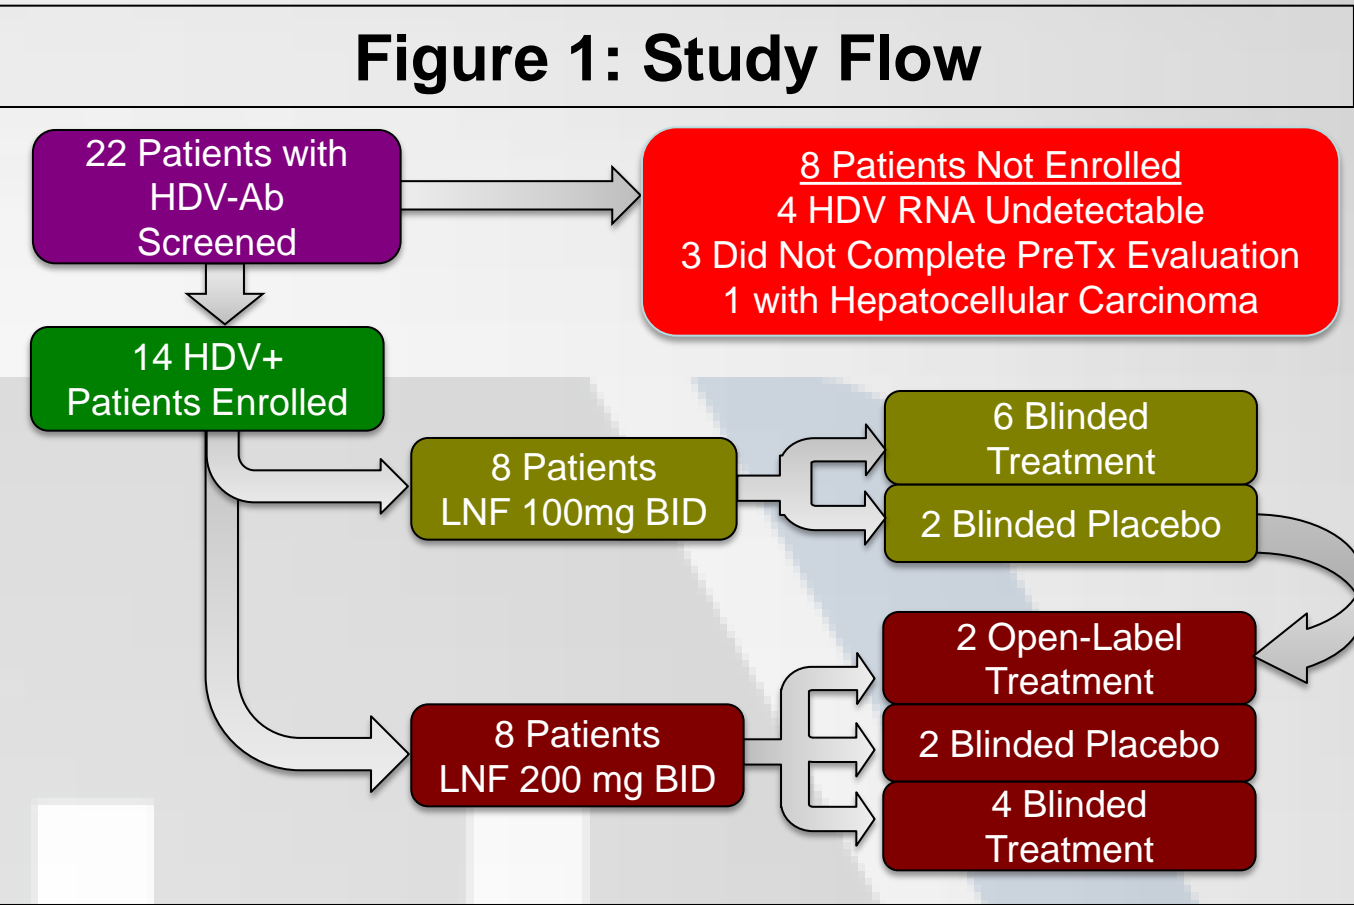 Figure 1: Study Flow
22 Patients with
HDV-Ab
Screened
8 Patients Not Enrolled
4 HDV RNA Undetectable
3 Did Not Complete PreTx Evaluation
1 with Hepatocellular Carcinoma
14 HDV+
Patients Enrolled
8 Patients
LNF 100mg BID
6 Blinded
Treatment
2 Blinded Placebo
8 Patients
LNF 200 mg BID
2 Open-Label
Treatment
2 Blinded Placebo
4 Blinded
Treatment